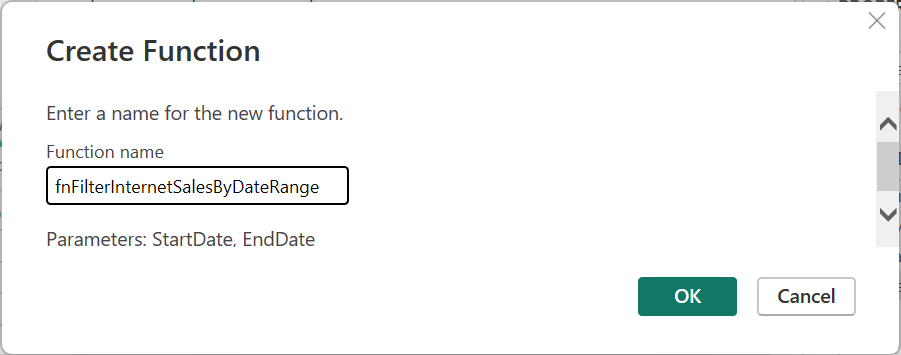 Create Function
Enter a name for the new function.
Function name
fnFilterInternetSalesByDateRange
Parameters: StartDate, EndDate
OK
Cancel